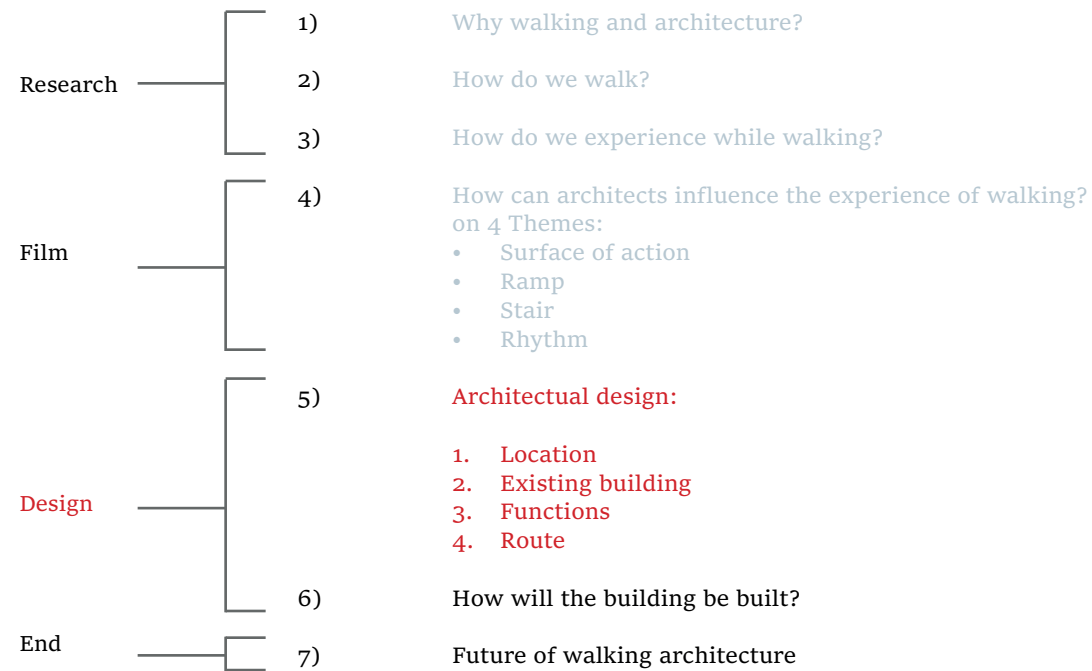 1) Why walking and architecture?
Research
2) How do we walk?
3) How do we experience while walking?
4) How can architects influence the experience of walking?
on 4 Themes:
Film
• Surface of action
• Ramp
• Stair
• Rhythm
5) Architectual design:
1. Location
2. Existing building
Design
3. Functions
4. Route
6) How will the building be built?
End
7) Future of walking architecture